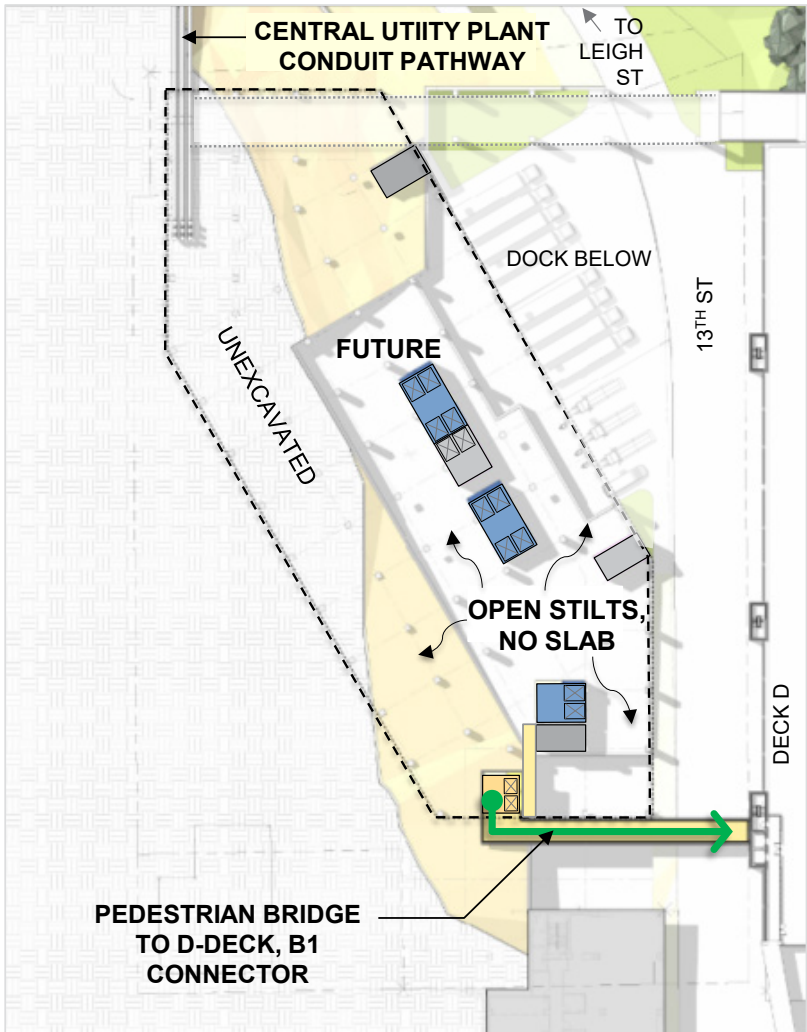 CENTRAL UTIITY PLANT
CONDUIT PATHWAY
TO
LEIGH
ST
DOCK BELOW
13TH ST
UNEXCAVATED
FUTURE
OPEN STILTS,
NO SLAB
DECK D
PEDESTRIAN BRIDGE
TO D-DECK, B1
CONNECTOR